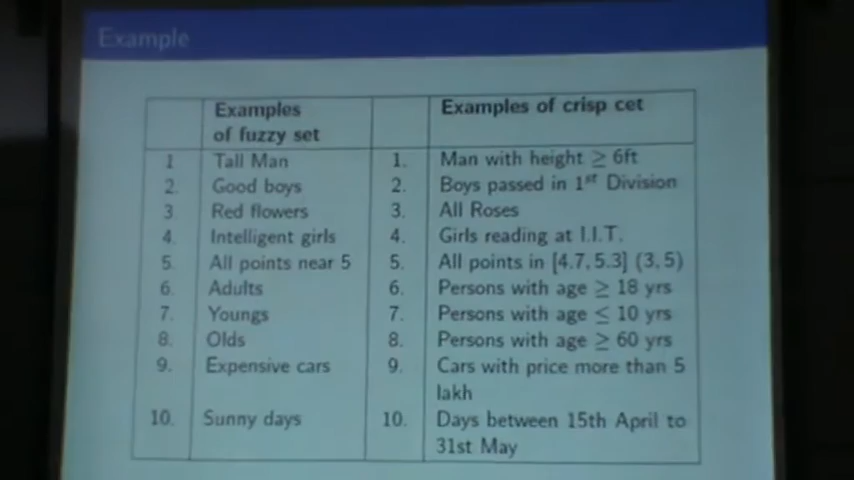 Example
Examples of fuzzy set
Examples of crisp cet
1 Tall Man 1. Man with height ≥ 6ft
2. Good boys 2. Boys passed in 1st Division
3. Red flowers 3. All Roses
4. Intelligent girls 4. Girls reading at I.I.T.
5. All points near 5 5. All points in [4.7, 5.3] (3, 5)
6. Adults 6. Persons with age ≥ 18 yrs
7. Youngs 7. Persons with age ≤ 10 yrs
8. Olds 8. Persons with age ≥ 60 yrs
9. Expensive cars 9. Cars with price more than 5
lakh
10. Sunny days 10. Days between 15th April to
31st May